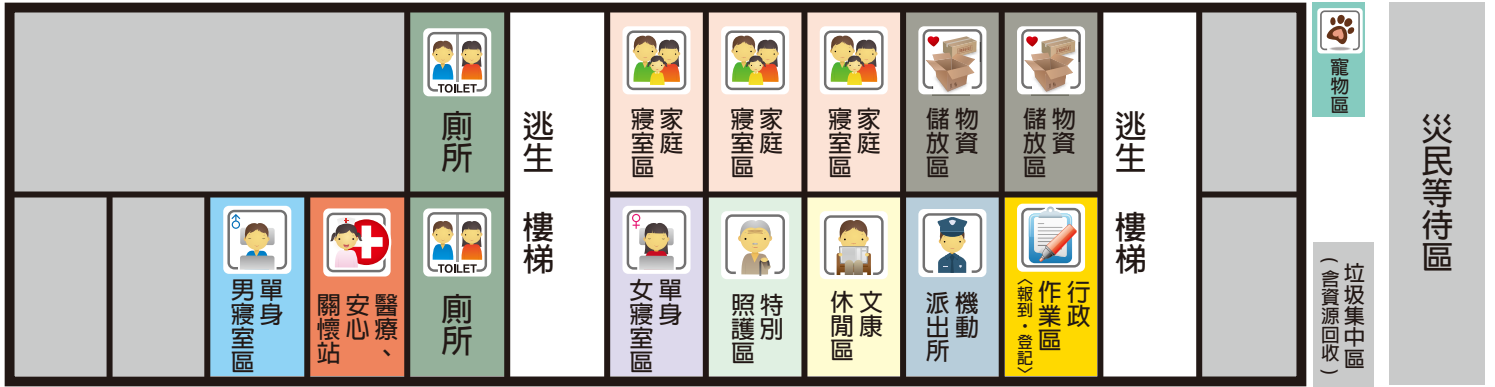 TOILET
廁所
逃生 樓梯
家庭
寢室區
家庭
寢室區
家庭
寢室區
物資
儲放區
物資
儲放區
逃生 樓梯
寵物區
災民等待區
單身
男寢室區
醫療、
安心
關懷站
TOILET
廁所
單身
女寢室區
特別
照護區
文康
休閒區
機動
派出所
行政
作業區
〈報到・登記〉
垃圾集中區
(含資源回收)